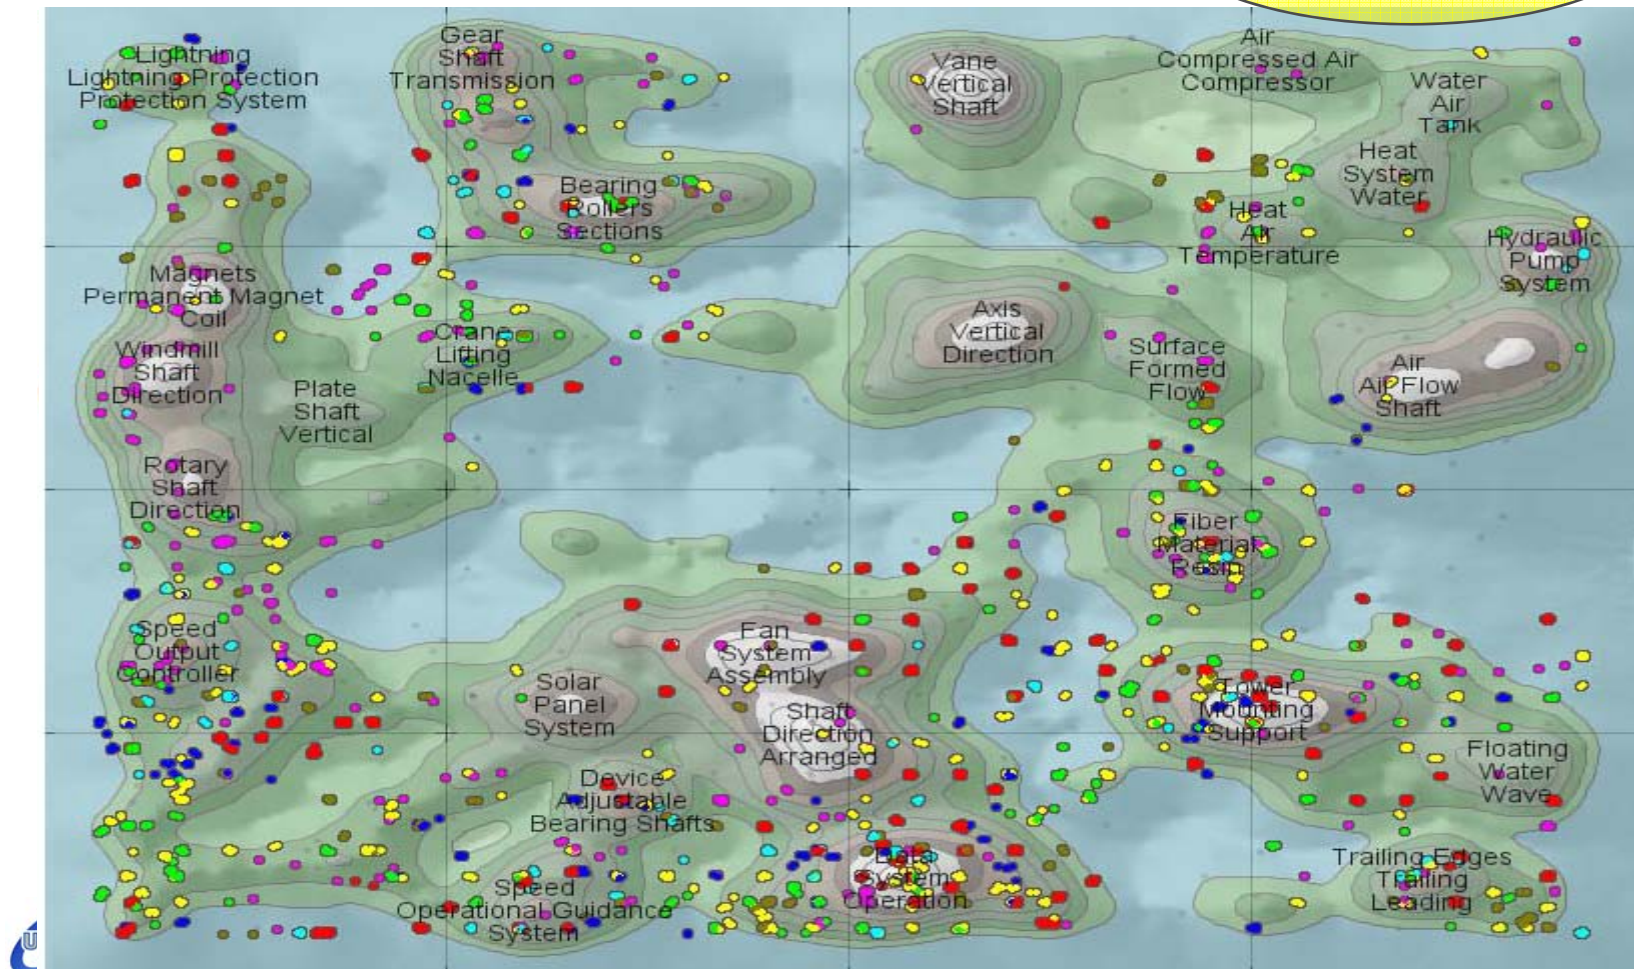 Lightning
Lightning Protection
Protection System
Gear
Shaft
Transmission
Vane
Vertical
Shaft
Air
Compressed Air
Compressor
Water
Air
Tank
Heat
System
Water
Bearing
Rollers
Sections
Heat
Air
Temperature
Hydraulic
Pump
System
Magnets
Permanent Magnet
Coil
Crane
Lifting
Nacelle
Axis
Vertical
Direction
Surface
Formed
Flow
Windmill
Shaft
Direction
Plate
Shaft
Vertical
Air
Air Flow
Shaft
Rotary
Shaft
Direction
Fiber
Material
Resin
Speed
Output
Controller
Fan
System
Assembly
Solar
Panel
System
Shaft
Direction
Arranged
Tower
Mounting
Support
Floating
Water
Wave
Device
Adjustable
Bearing Shafts
Data
System
Operation
Speed
Operational Guidance
System
Trailing Edges
Trailing
Leading